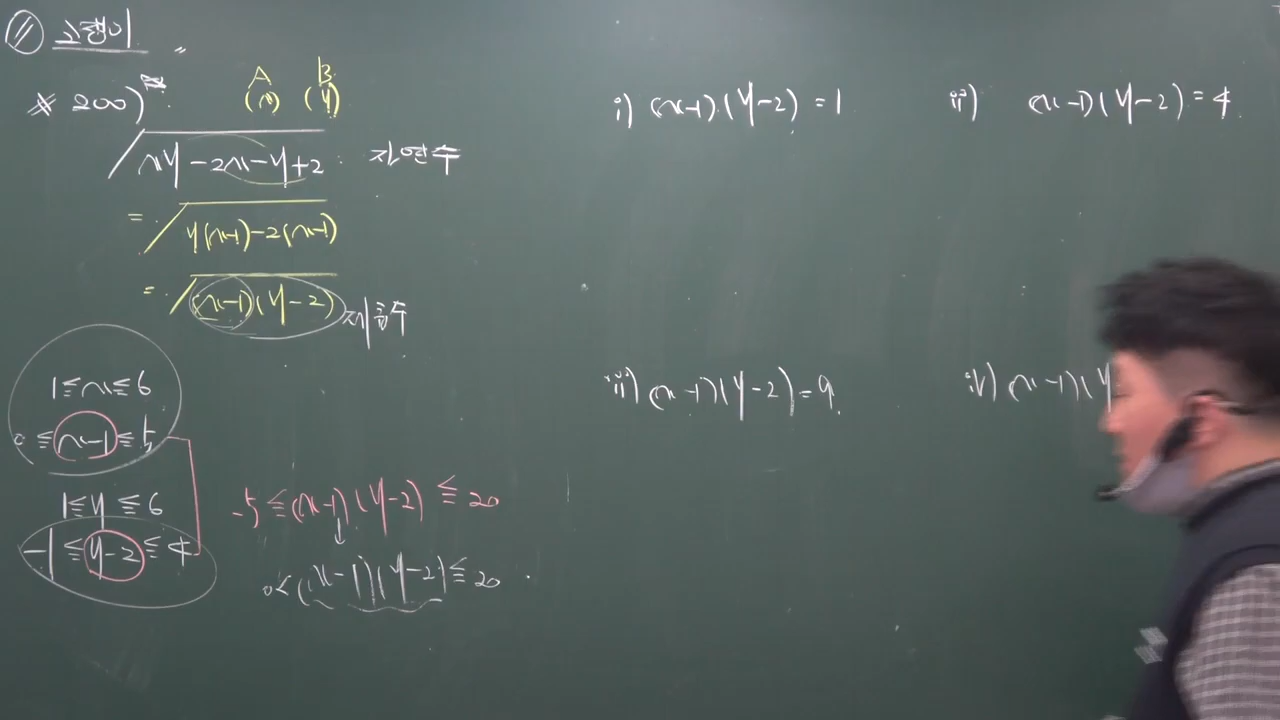 고쟁이
※ 200) A B
(x) (y)
√(xy-2x-y+2) 자연수
= √(y(x-1)-2(x-1))
= √((x-1)(y-2)) 제곱수
1≤x≤6
0≤x-1≤5
1≤y≤6
-1≤y-2≤4
-5≤(x-1)(y-2)≤20
0<(x-1)(y-2)≤20
i) (x-1)(y-2)=1
ii) (x-1)(y-2)=4
iii) (x-1)(y-2)=9
iv) (x-1)(y